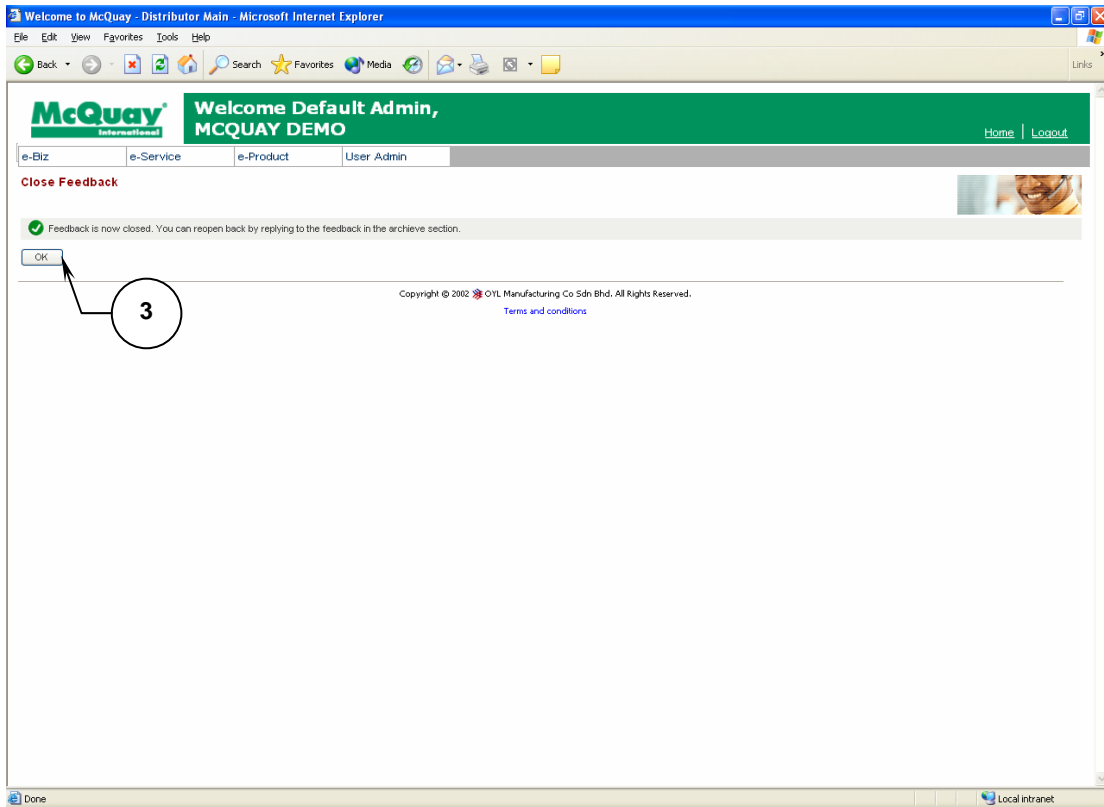 Welcome to McQuay - Distributor Main - Microsoft Internet Explorer
File Edit View Favorites Tools Help
Back Search Favorites Media Links
McQuay International
Welcome Default Admin,
MCQUAY DEMO
Home | Logout
e-Biz e-Service e-Product User Admin
Close Feedback
Feedback is now closed. You can reopen back by replying to the feedback in the archieve section.
OK
3
Copyright © 2002 OYL Manufacturing Co Sdn Bhd. All Rights Reserved.
Terms and conditions
Done Local intranet